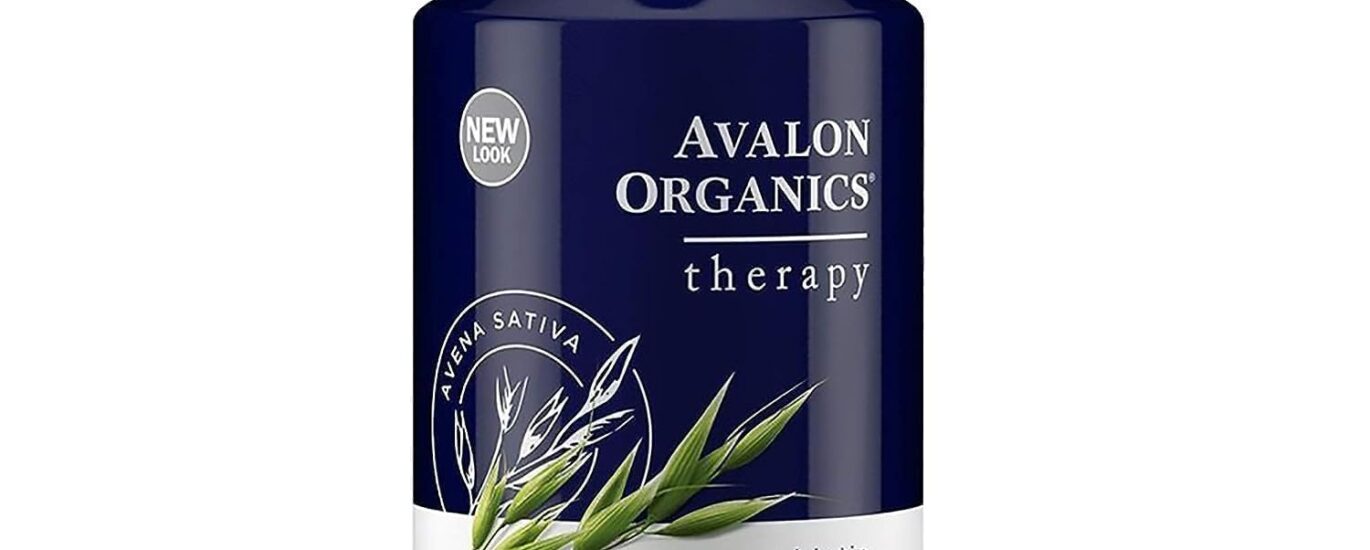 NEW
LOOK
AVALON
ORGANICS®
therapy
AVENA SATIVA